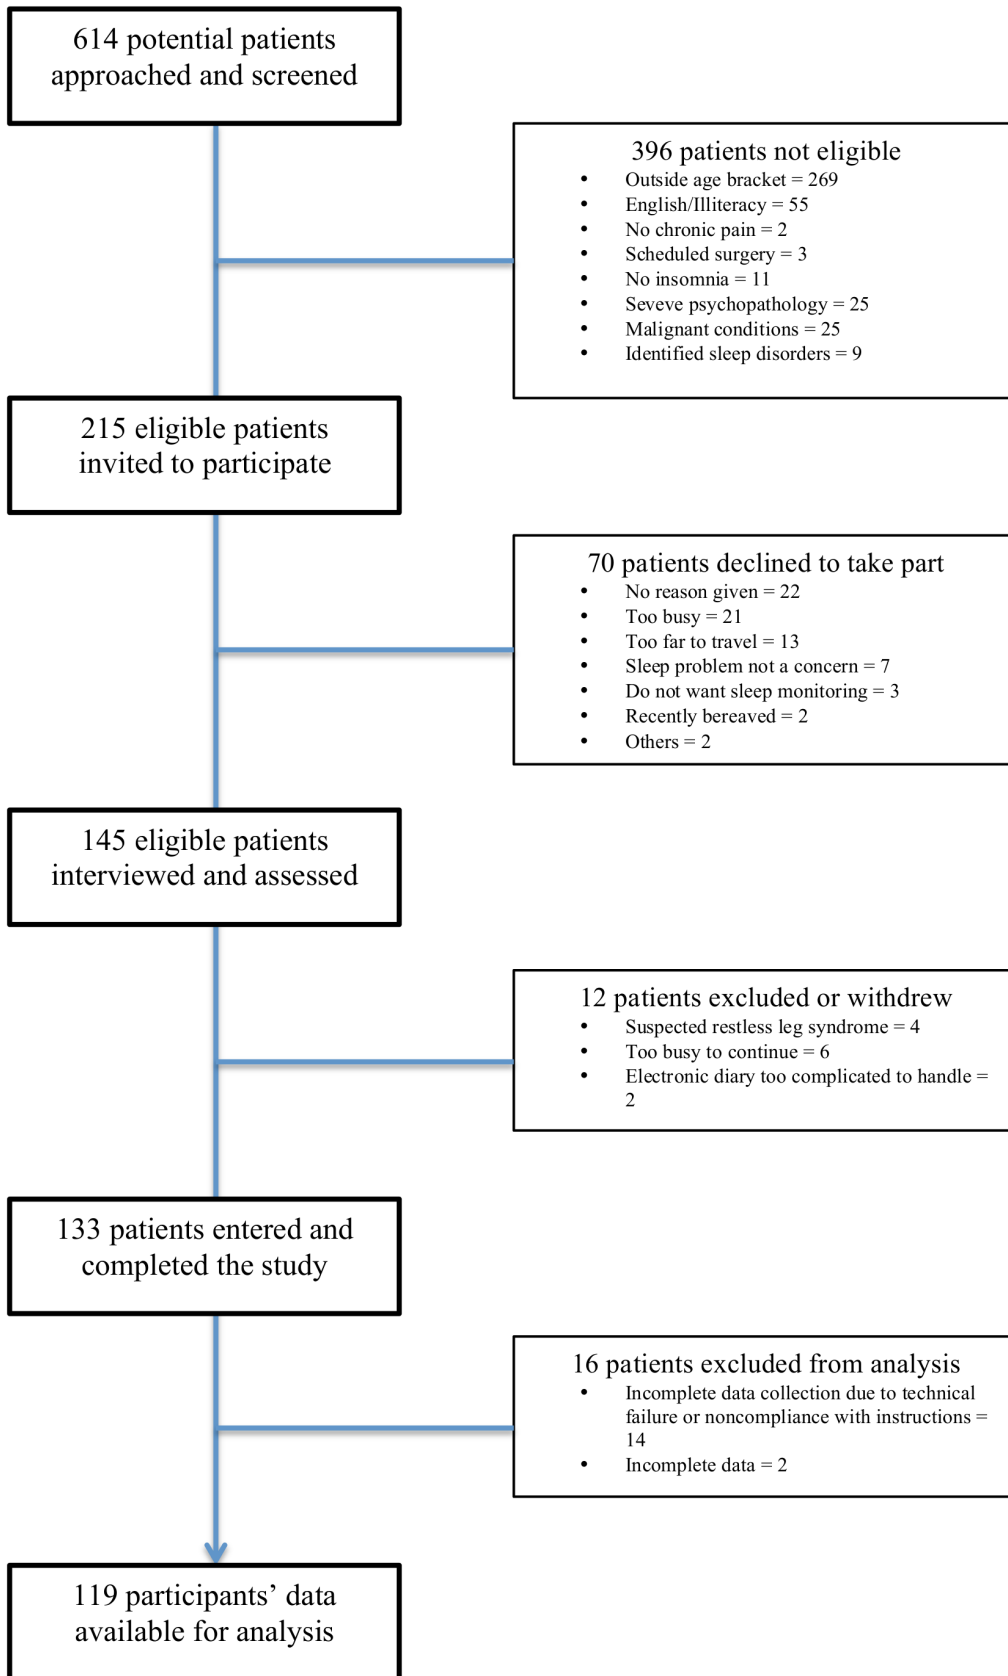 614 potential patients
approached and screened
396 patients not eligible
• Outside age bracket = 269
• English/Illiteracy = 55
• No chronic pain = 2
• Scheduled surgery = 3
• No insomnia = 11
• Seveve psychopathology = 25
• Malignant conditions = 25
• Identified sleep disorders = 9
215 eligible patients
invited to participate
70 patients declined to take part
• No reason given = 22
• Too busy = 21
• Too far to travel = 13
• Sleep problem not a concern = 7
• Do not want sleep monitoring = 3
• Recently bereaved = 2
• Others = 2
145 eligible patients
interviewed and assessed
12 patients excluded or withdrew
• Suspected restless leg syndrome = 4
• Too busy to continue = 6
• Electronic diary too complicated to handle =
2
133 patients entered and
completed the study
16 patients excluded from analysis
• Incomplete data collection due to technical
failure or noncompliance with instructions =
14
• Incomplete data = 2
119 participants’ data
available for analysis